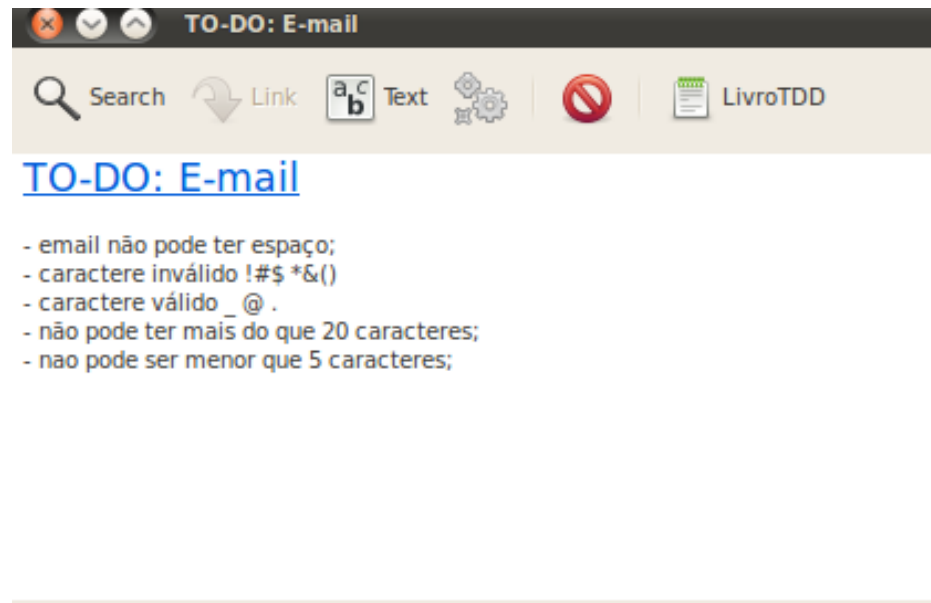 TO-DO: E-mail
Search Link abc Text LivroTDD
TO-DO: E-mail
- email não pode ter espaço;
- caractere inválido !#$ *&()
- caractere válido _ @ .
- não pode ter mais do que 20 caracteres;
- nao pode ser menor que 5 caracteres;